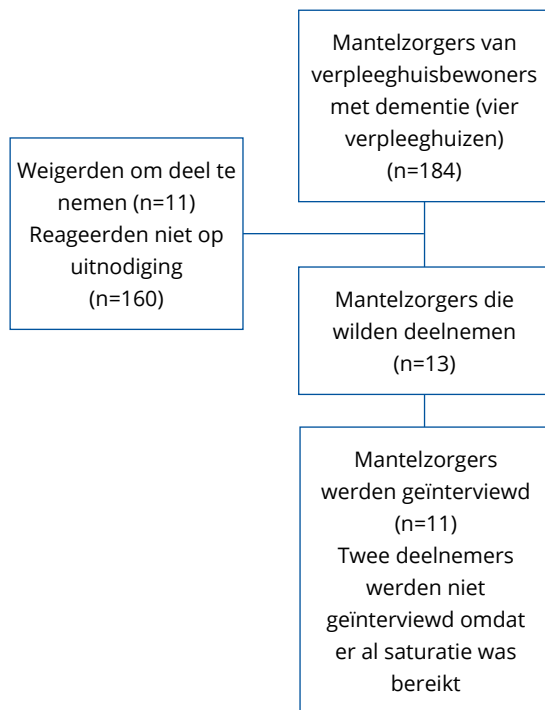 Mantelzorgers van
verpleeghuisbewoners
met dementie (vier
verpleeghuizen)
(n=184)
Weigerden om deel te
nemen (n=11)
Reageerden niet op
uitnodiging
(n=160)
Mantelzorgers die
wilden deelnemen
(n=13)
Mantelzorgers
werden geïnterviewd
(n=11)
Twee deelnemers
werden niet
geïnterviewd omdat
er al saturatie was
bereikt